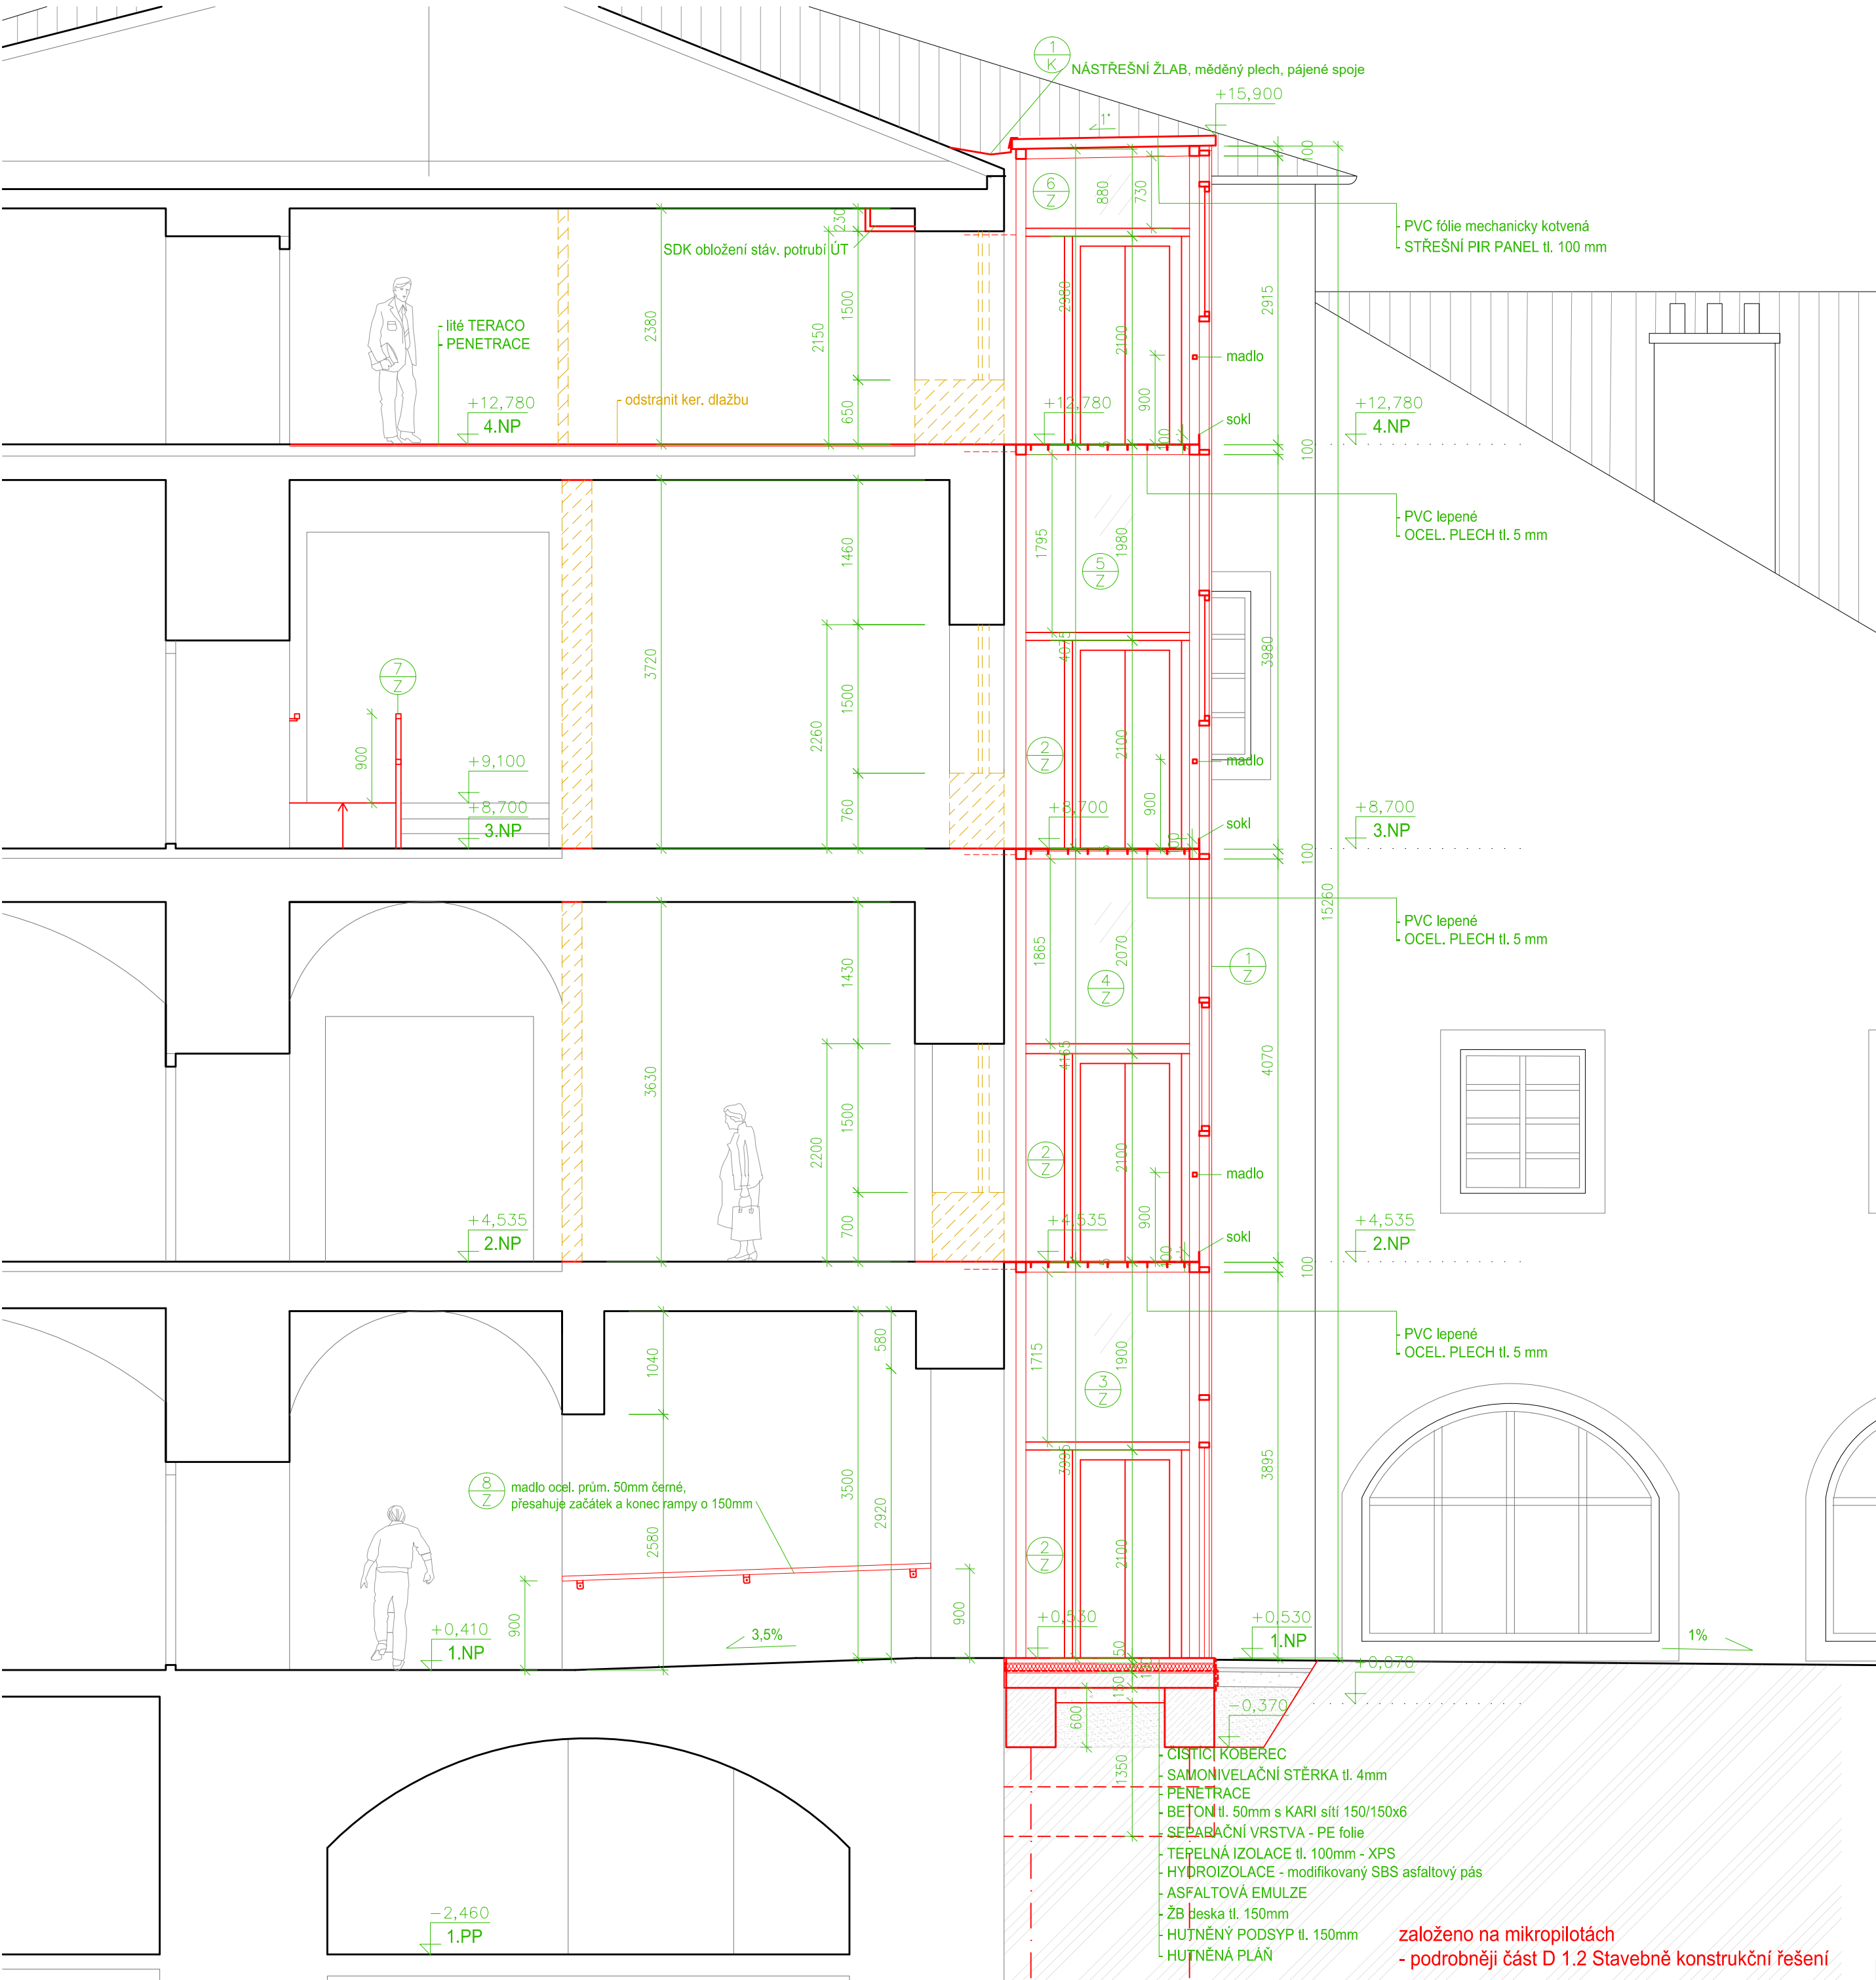 1
K
NÁSTŘEŠNÍ ŽLAB, měděný plech, pájené spoje
+15,900
1°
100
6
Z
880
730
230
SDK obložení stáv. potrubí ÚT
- PVC fólie mechanicky kotvená
- STŘEŠNÍ PIR PANEL tl. 100 mm
2380
2150
1500
2980
2100
2915
- lité TERACO
- PENETRACE
madlo
- odstranit ker. dlažbu
+12,780
4.NP
650
+12,780
900
+12,780
4.NP
sokl
100
5
100
- PVC lepené
- OCEL. PLECH tl. 5 mm
1460
1795
1980
5
Z
3720
4075
3980
7
Z
1500
2260
900
2
Z
2100
madlo
+9,100
+8,700
3.NP
760
+8,700
900
+8,700
3.NP
sokl
100
5
100
15260
- PVC lepené
- OCEL. PLECH tl. 5 mm
1430
1865
2070
1
Z
4
Z
3630
4165
4070
1500
2200
2
Z
2100
madlo
+4,535
2.NP
700
+4,535
900
+4,535
2.NP
sokl
100
5
100
- PVC lepené
- OCEL. PLECH tl. 5 mm
580
1040
1715
1900
3
Z
3995
3895
3500
2920
8
Z
madlo ocel. prům. 50mm černé,
přesahuje začátek a konec rampy o 150mm
2580
2
Z
2100
900
900
+0,410
1.NP
3,5%
+0,530
+0,530
1.NP
1%
50
+0,070
150
600
-0,370
1350
- ČISTÍCÍ KOBEREC
- SAMONIVELAČNÍ STĚRKA tl. 4mm
- PENETRACE
- BETON tl. 50mm s KARI sítí 150/150x6
- SEPARAČNÍ VRSTVA - PE folie
- TEPELNÁ IZOLACE tl. 100mm - XPS
- HYDROIZOLACE - modifikovaný SBS asfaltový pás
- ASFALTOVÁ EMULZE
- ŽB deska tl. 150mm
- HUTNĚNÝ PODSYP tl. 150mm
- HUTNĚNÁ PLÁŇ
-2,460
1.PP
založeno na mikropilotách
- podrobněji část D 1.2 Stavebně konstrukční řešení